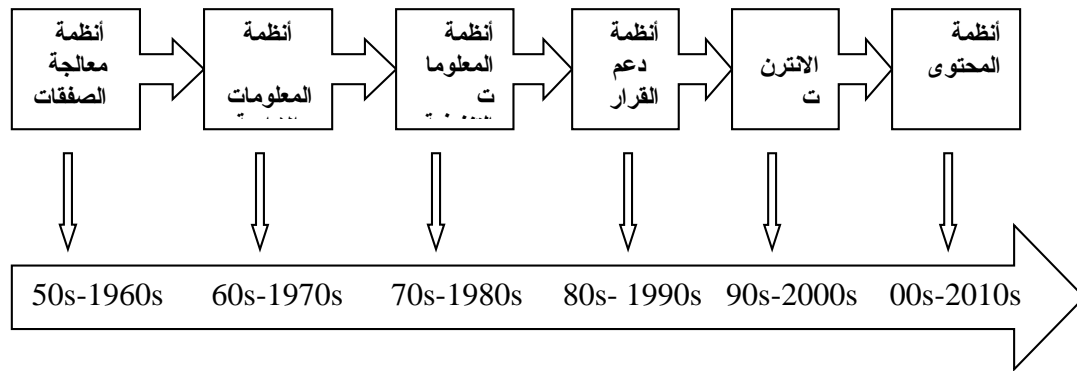 أنظمة
معالجة
الصفقات
أنظمة
المعلومات
أنظمة
المعلوما
ت
أنظمة
دعم
القرار
الانترن
ت
أنظمة
المحتوى
50s-1960s 60s-1970s 70s-1980s 80s- 1990s 90s-2000s 00s-2010s